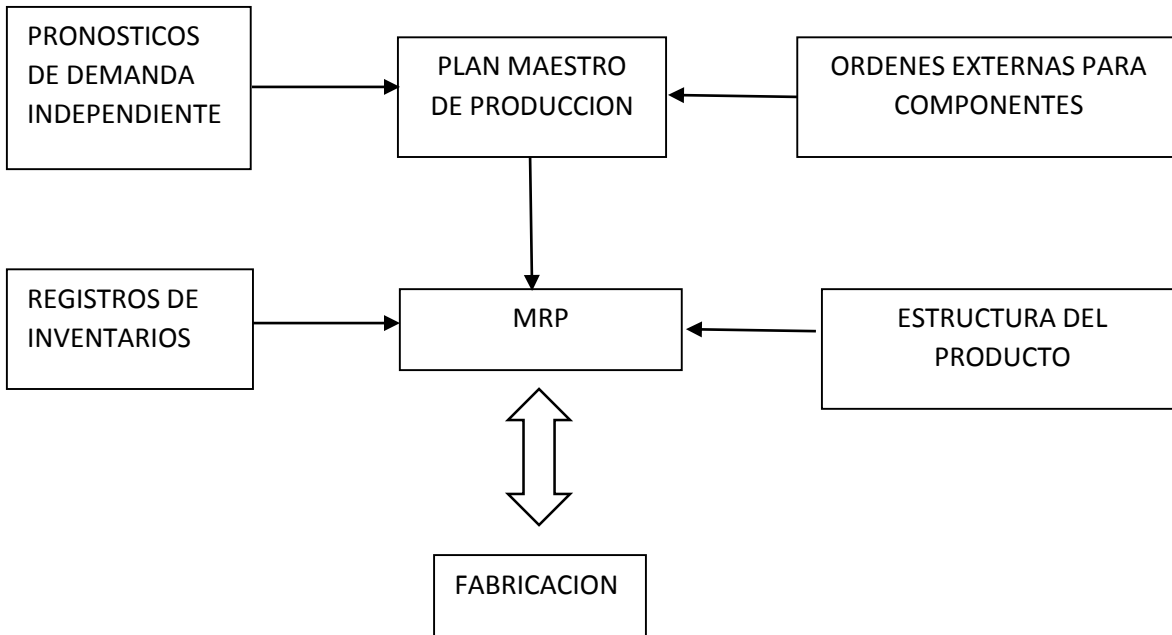 PRONOSTICOS
DE DEMANDA
INDEPENDIENTE
PLAN MAESTRO
DE PRODUCCION
ORDENES EXTERNAS PARA
COMPONENTES
REGISTROS DE
INVENTARIOS
MRP
ESTRUCTURA DEL
PRODUCTO
FABRICACION